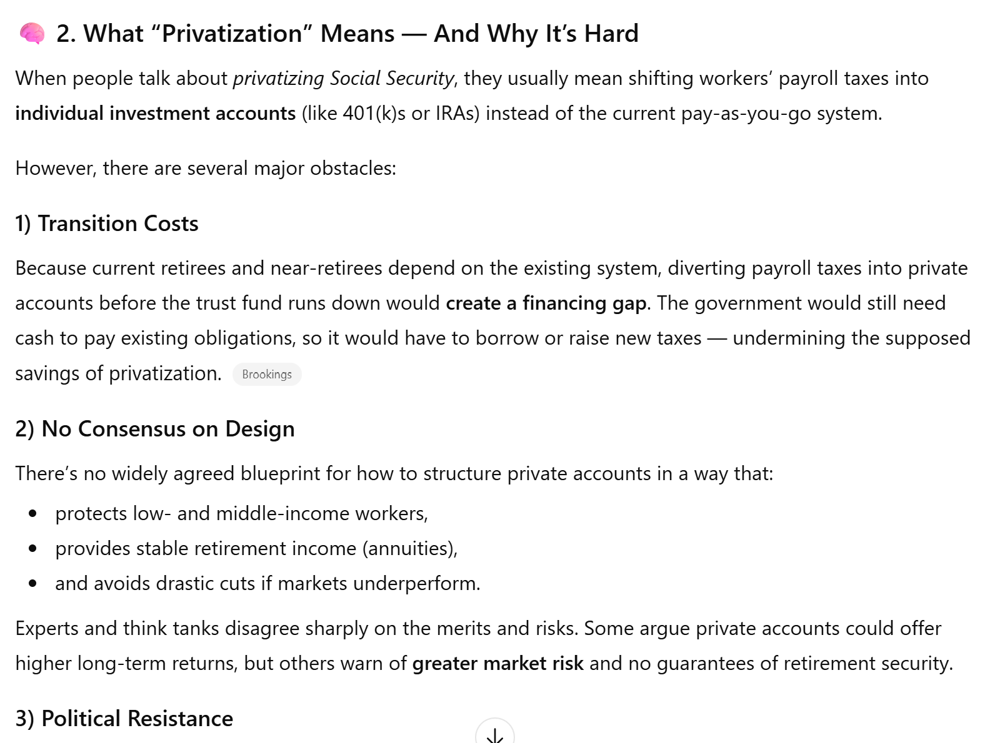 2. What “Privatization” Means — And Why It’s Hard
When people talk about privatizing Social Security, they usually mean shifting workers’ payroll taxes into
individual investment accounts (like 401(k)s or IRAs) instead of the current pay-as-you-go system.
However, there are several major obstacles:
1) Transition Costs
Because current retirees and near-retirees depend on the existing system, diverting payroll taxes into private
accounts before the trust fund runs down would create a financing gap. The government would still need
cash to pay existing obligations, so it would have to borrow or raise new taxes — undermining the supposed
savings of privatization. Brookings
2) No Consensus on Design
There’s no widely agreed blueprint for how to structure private accounts in a way that:
• protects low- and middle-income workers,
• provides stable retirement income (annuities),
• and avoids drastic cuts if markets underperform.
Experts and think tanks disagree sharply on the merits and risks. Some argue private accounts could offer
higher long-term returns, but others warn of greater market risk and no guarantees of retirement security.
3) Political Resistance